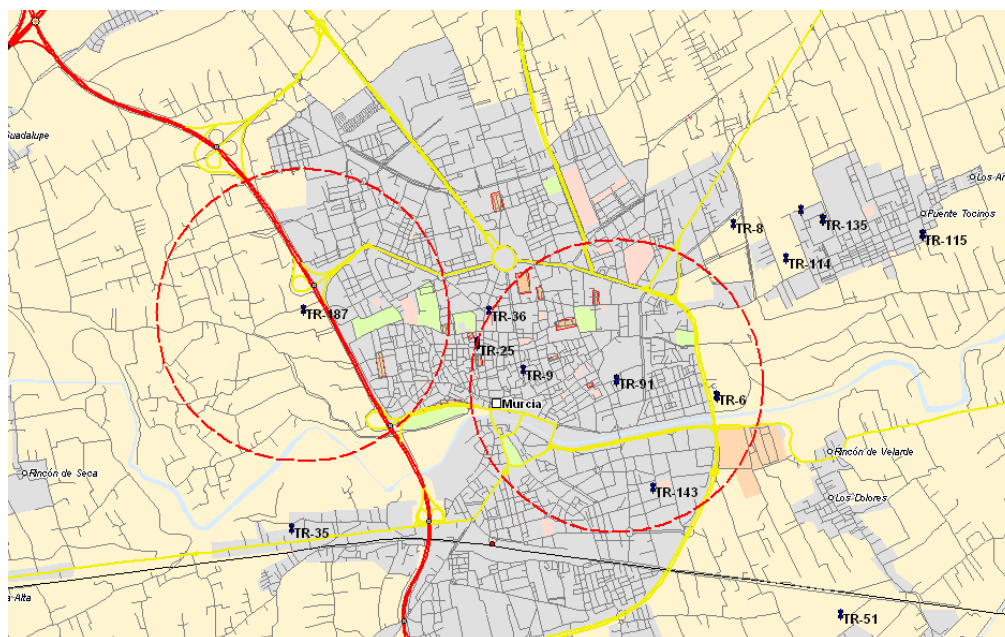 Guadalupe
Los Añ
Puente Tocinos
TR-8
TR-135
TR-115
TR-114
TR-187
TR-36
TR-25
TR-9
TR-91
TR-6
Murcia
Rincón de Seca
Rincón de Velarde
TR-143
Los Dolores
TR-35
a-Alta
TR-51